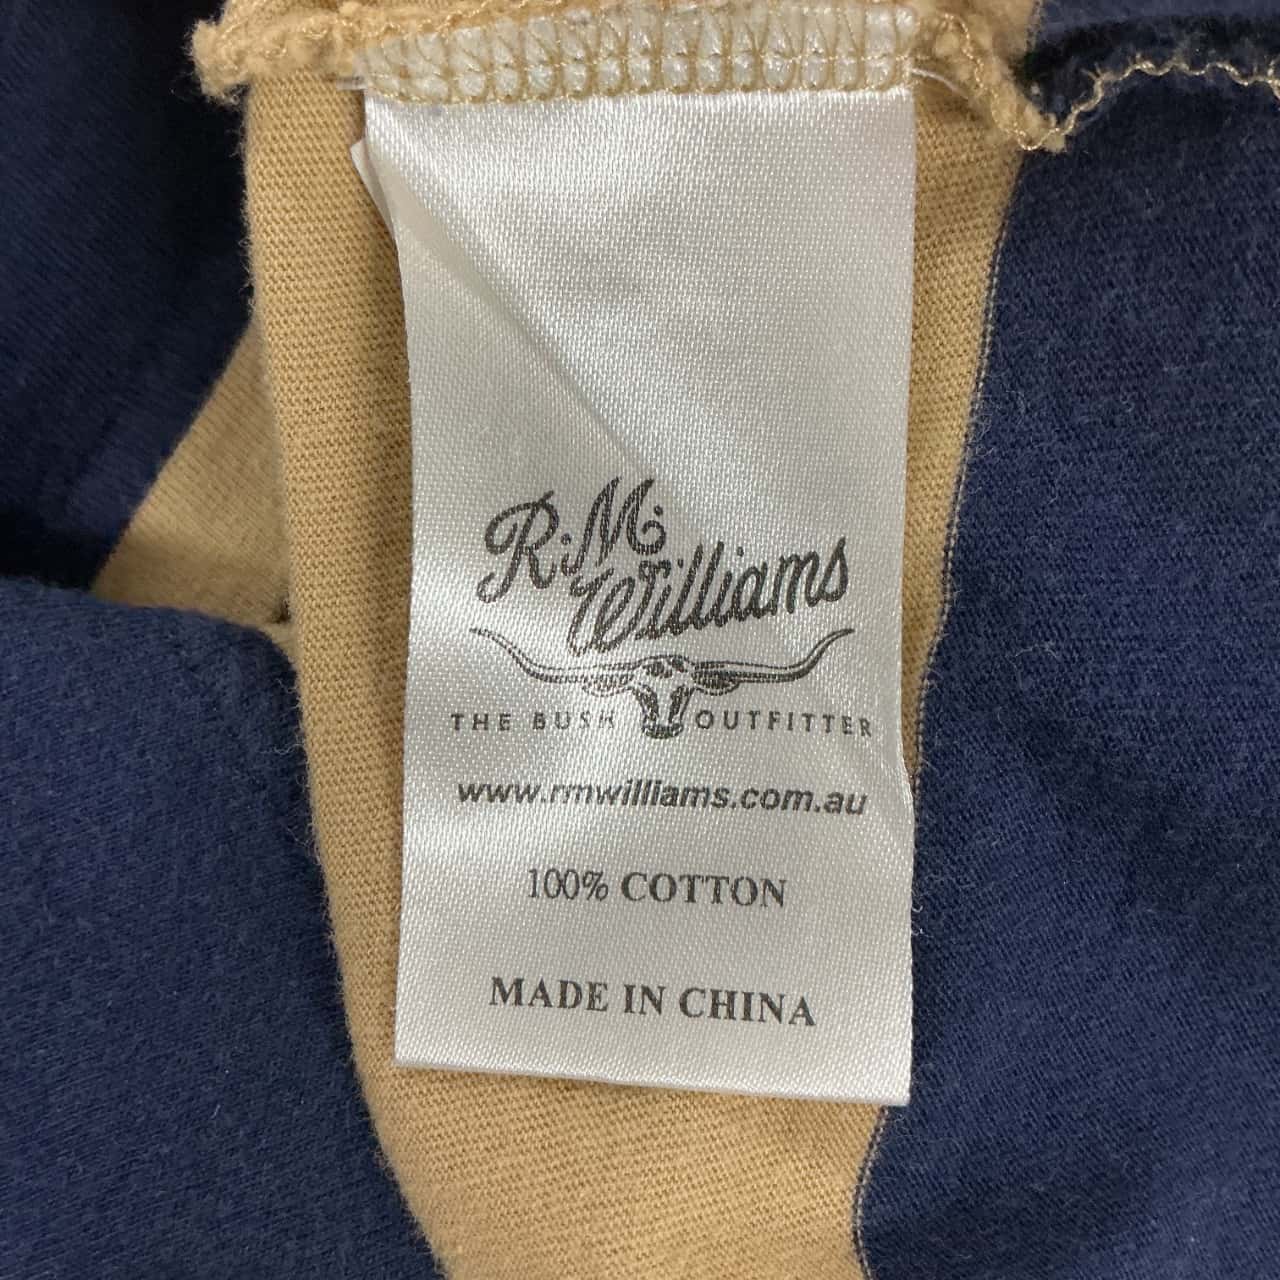 R.M.
Williams
THE BUSH OUTFITTER
www.rmwilliams.com.au
100% COTTON
MADE IN CHINA